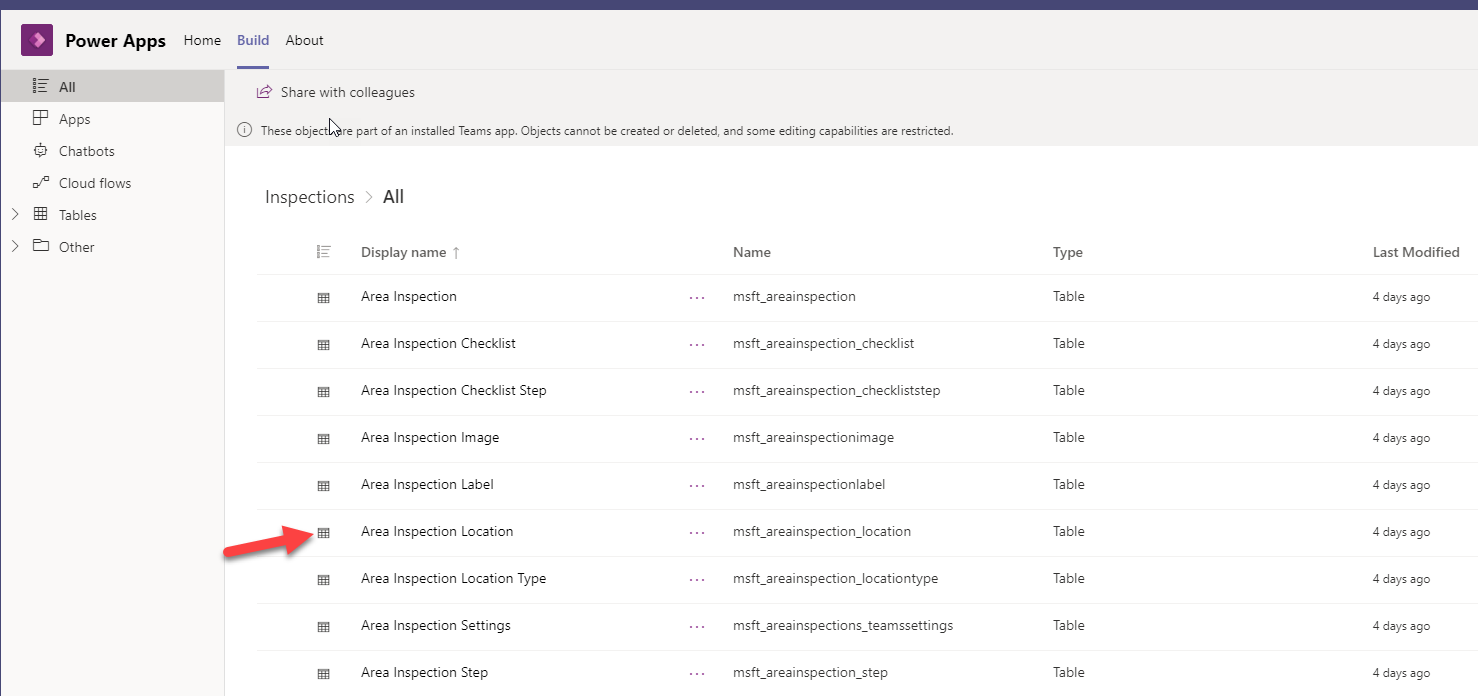 Power Apps Home Build About
All
Apps
Chatbots
Cloud flows
Tables
Other
Share with colleagues
These objects are part of an installed Teams app. Objects cannot be created or deleted, and some editing capabilities are restricted.
Inspections > All
Display name ↑ Name Type Last Modified
Area Inspection ... msft_areainspection Table 4 days ago
Area Inspection Checklist ... msft_areainspection_checklist Table 4 days ago
Area Inspection Checklist Step ... msft_areainspection_checkliststep Table 4 days ago
Area Inspection Image ... msft_areainspectionimage Table 4 days ago
Area Inspection Label ... msft_areainspectionlabel Table 4 days ago
Area Inspection Location ... msft_areainspection_location Table 4 days ago
Area Inspection Location Type ... msft_areainspection_locationtype Table 4 days ago
Area Inspection Settings ... msft_areainspections_teamssettings Table 4 days ago
Area Inspection Step ... msft_areainspection_step Table 4 days ago